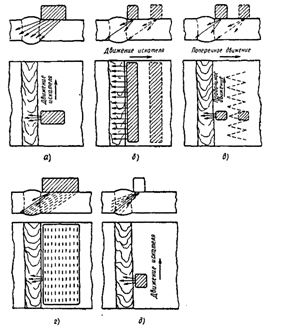 Движение искателя
Поперечное движение
Движение
искателя
Продольное
движение
а)
б)
в)
Движение
искателя
г)
д)